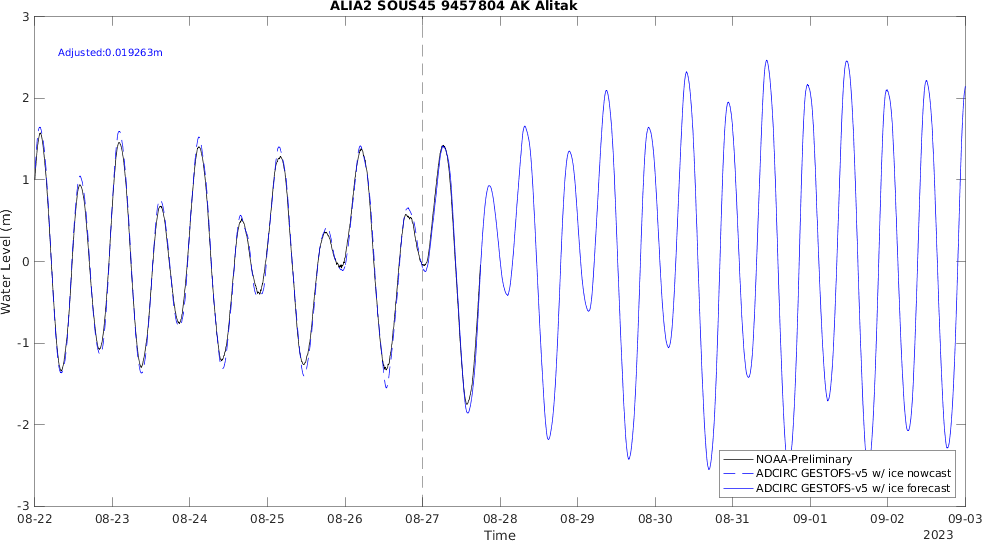 ALIA2 SOUS45 9457804 AK Alitak
Adjusted:0.019263m
3
2
1
0
-1
-2
-3
Water Level (m)
NOAA-Preliminary
ADCIRC GESTOFS-v5 w/ ice nowcast
ADCIRC GESTOFS-v5 w/ ice forecast
08-22 08-23 08-24 08-25 08-26 08-27 08-28 08-29 08-30 08-31 09-01 09-02 09-03
Time
2023